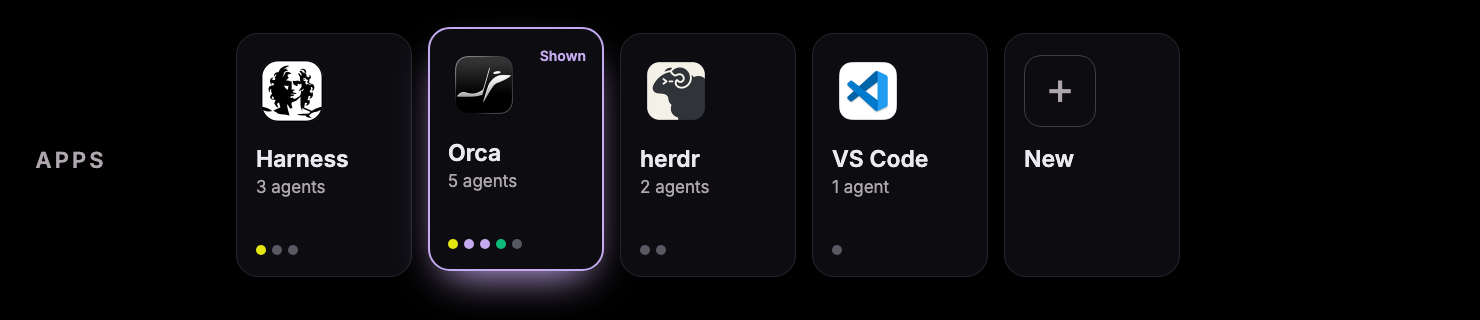 APPS
Harness
3 agents
Shown
Orca
5 agents
herdr
2 agents
VS Code
1 agent
New